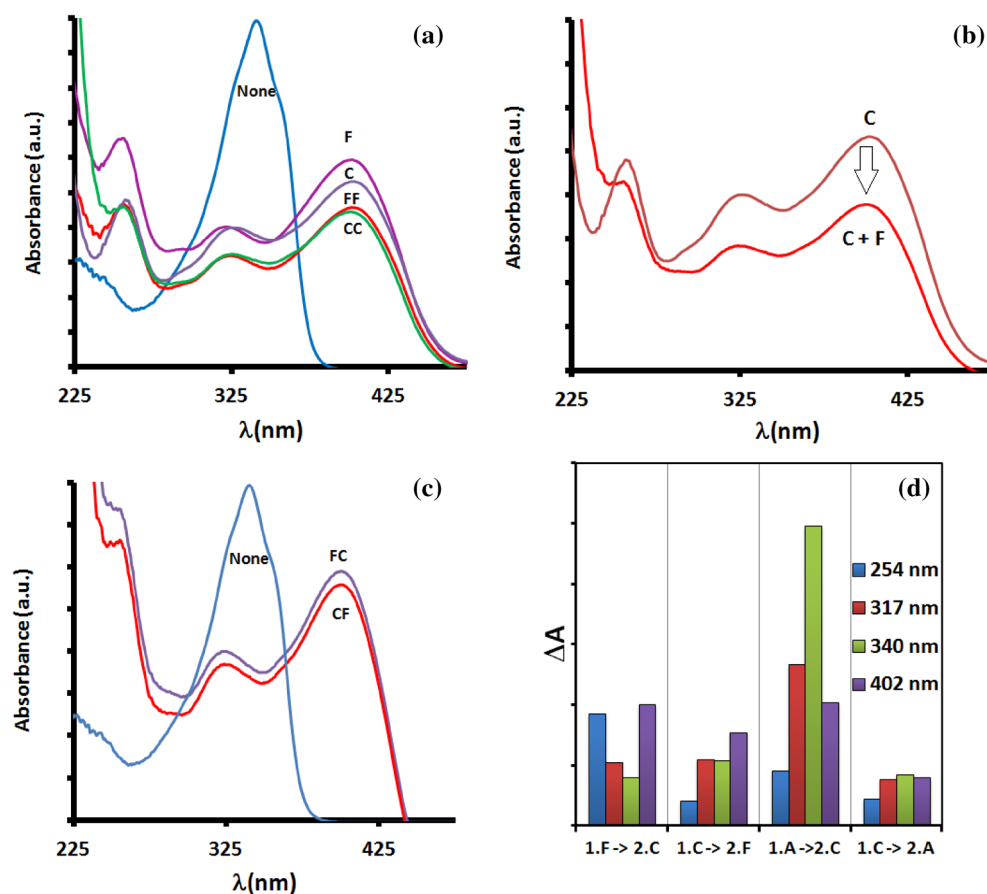 (a)
Absorbance (a.u.)
None
F
C
FF
CC
225 325 425
λ(nm)
(b)
Absorbance (a.u.)
C
C + F
225 325 425
λ(nm)
(c)
Absorbance (a.u.)
None
FC
CF
225 325 425
λ(nm)
(d)
ΔA
254 nm
317 nm
340 nm
402 nm
1.F -> 2.C 1.C -> 2.F 1.A ->2.C 1.C -> 2.A